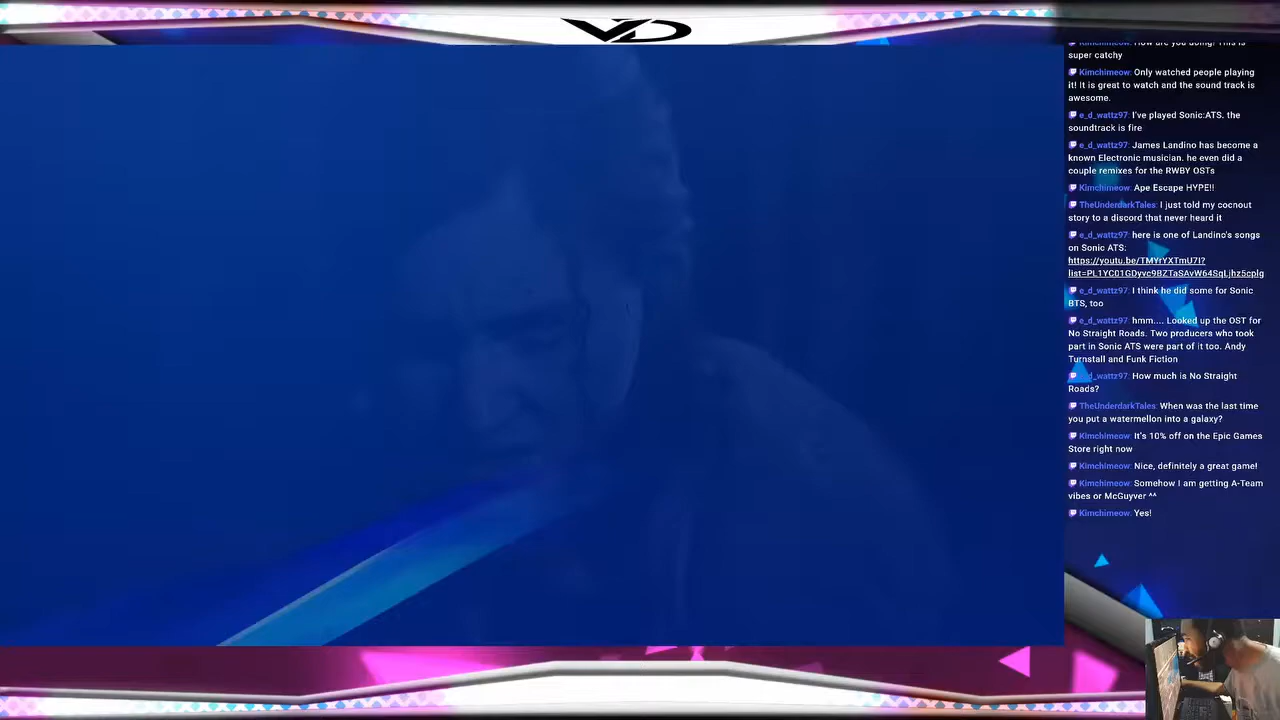 VD
Kimchimeow: How are you doing? This is
super catchy
Kimchimeow: Only watched people playing
it! It is great to watch and the sound track is
awesome.
e_d_wattz97: I've played Sonic:ATS. the
soundtrack is fire
e_d_wattz97: James Landino has become a
known Electronic musician. he even did a
couple remixes for the RWBY OSTs
Kimchimeow: Ape Escape HYPE!!
TheUnderdarkTales: I just told my cocnout
story to a discord that never heard it
e_d_wattz97: here is one of Landino's songs
on Sonic ATS:
https://youtu.be/TMYrYXTmU7I?
list=PL1YC01GDyvc9BZTaSAvW64SqLjhz5cplg
e_d_wattz97: I think he did some for Sonic
BTS, too
e_d_wattz97: hmm.... Looked up the OST for
No Straight Roads. Two producers who took
part in Sonic ATS were part of it too. Andy
Turnstall and Funk Fiction
e_d_wattz97: How much is No Straight
Roads?
TheUnderdarkTales: When was the last time
you put a watermellon into a galaxy?
Kimchimeow: It's 10% off on the Epic Games
Store right now
Kimchimeow: Nice, definitely a great game!
Kimchimeow: Somehow I am getting A-Team
vibes or McGuyver ^^
Kimchimeow: Yes!